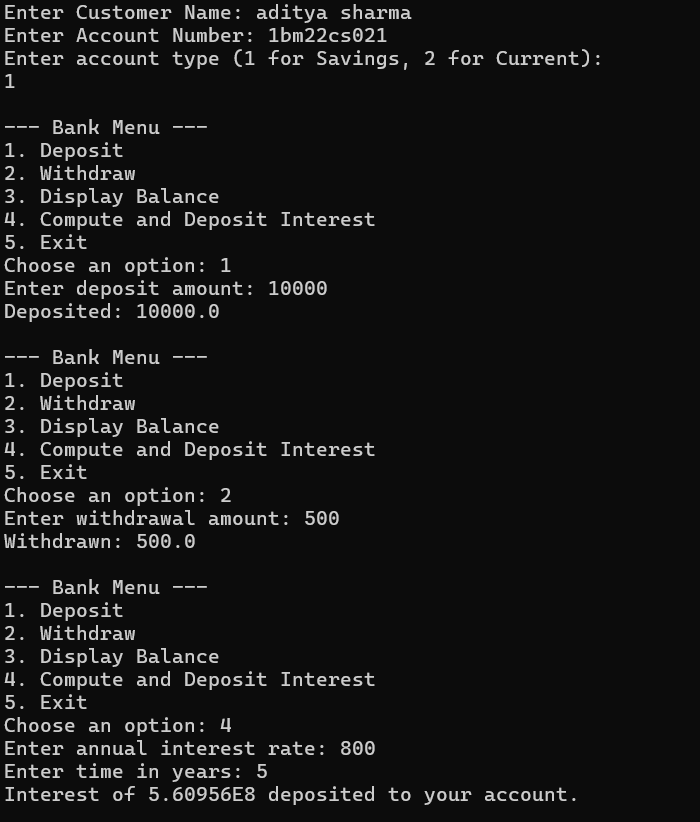 Enter Customer Name: aditya sharma
Enter Account Number: 1bm22cs021
Enter account type (1 for Savings, 2 for Current):
1
--- Bank Menu ---
1. Deposit
2. Withdraw
3. Display Balance
4. Compute and Deposit Interest
5. Exit
Choose an option: 1
Enter deposit amount: 10000
Deposited: 10000.0
--- Bank Menu ---
1. Deposit
2. Withdraw
3. Display Balance
4. Compute and Deposit Interest
5. Exit
Choose an option: 2
Enter withdrawal amount: 500
Withdrawn: 500.0
--- Bank Menu ---
1. Deposit
2. Withdraw
3. Display Balance
4. Compute and Deposit Interest
5. Exit
Choose an option: 4
Enter annual interest rate: 800
Enter time in years: 5
Interest of 5.60956E8 deposited to your account.